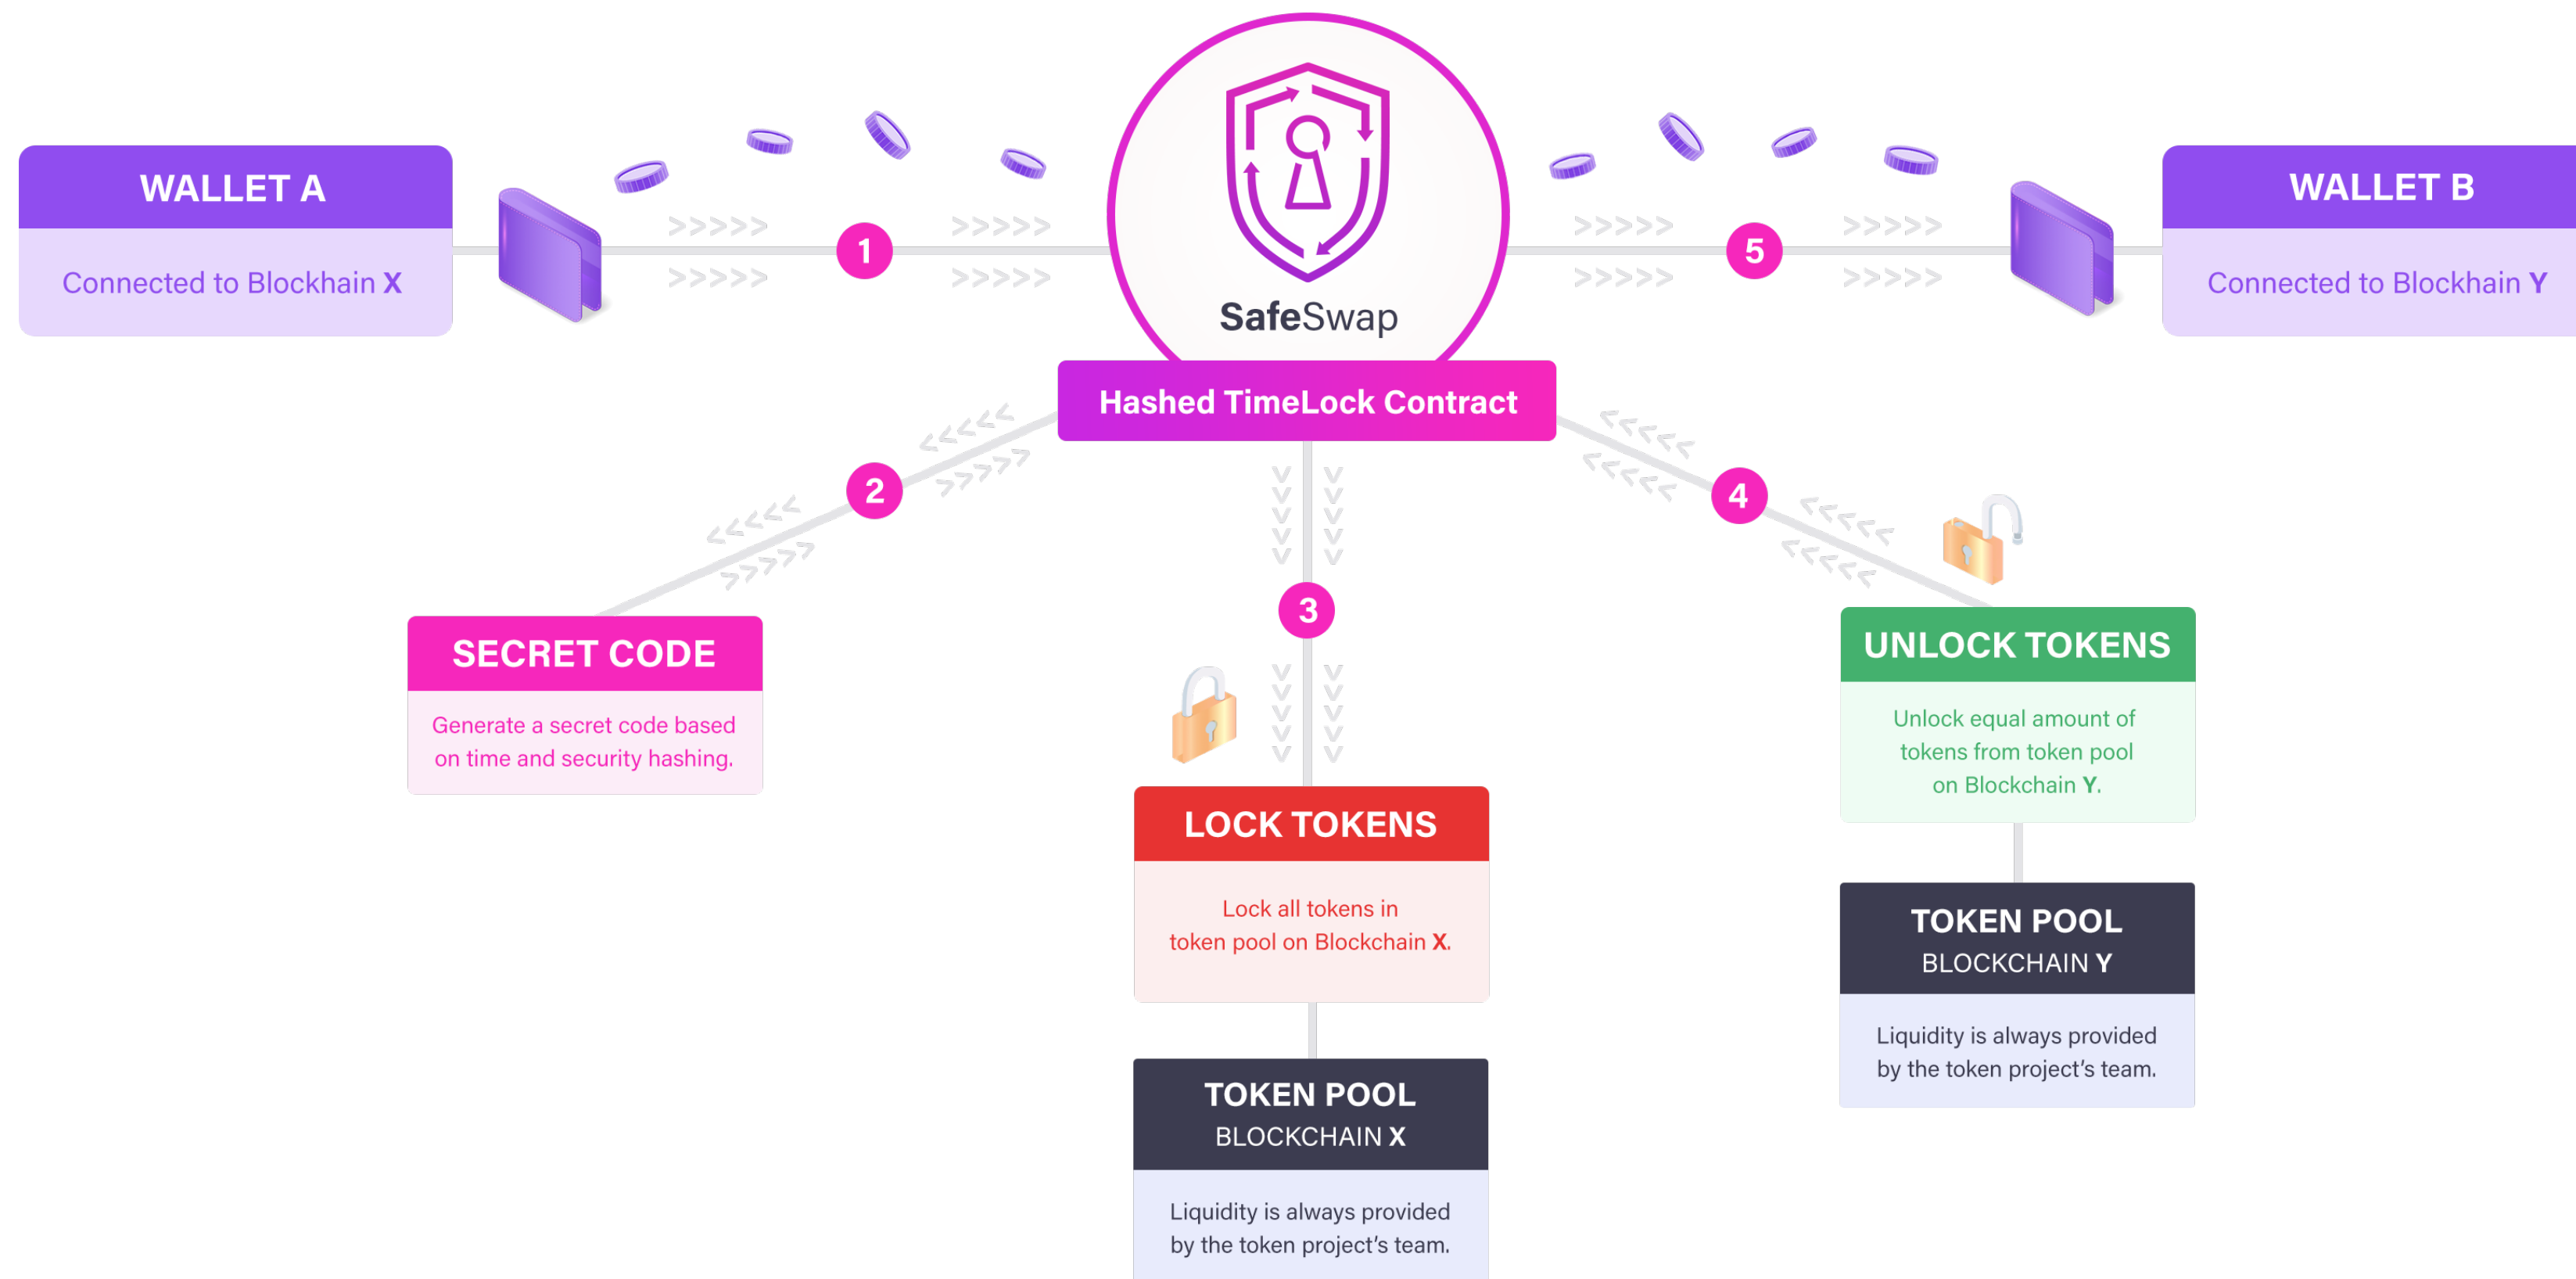 WALLET A
Connected to Blockhain X
1
SafeSwap
Hashed TimeLock Contract
5
WALLET B
Connected to Blockhain Y
2
SECRET CODE
Generate a secret code based
on time and security hashing.
3
LOCK TOKENS
Lock all tokens in
token pool on Blockchain X.
TOKEN POOL
BLOCKCHAIN X
Liquidity is always provided
by the token project's team.
4
UNLOCK TOKENS
Unlock equal amount of
tokens from token pool
on Blockchain Y.
TOKEN POOL
BLOCKCHAIN Y
Liquidity is always provided
by the token project's team.